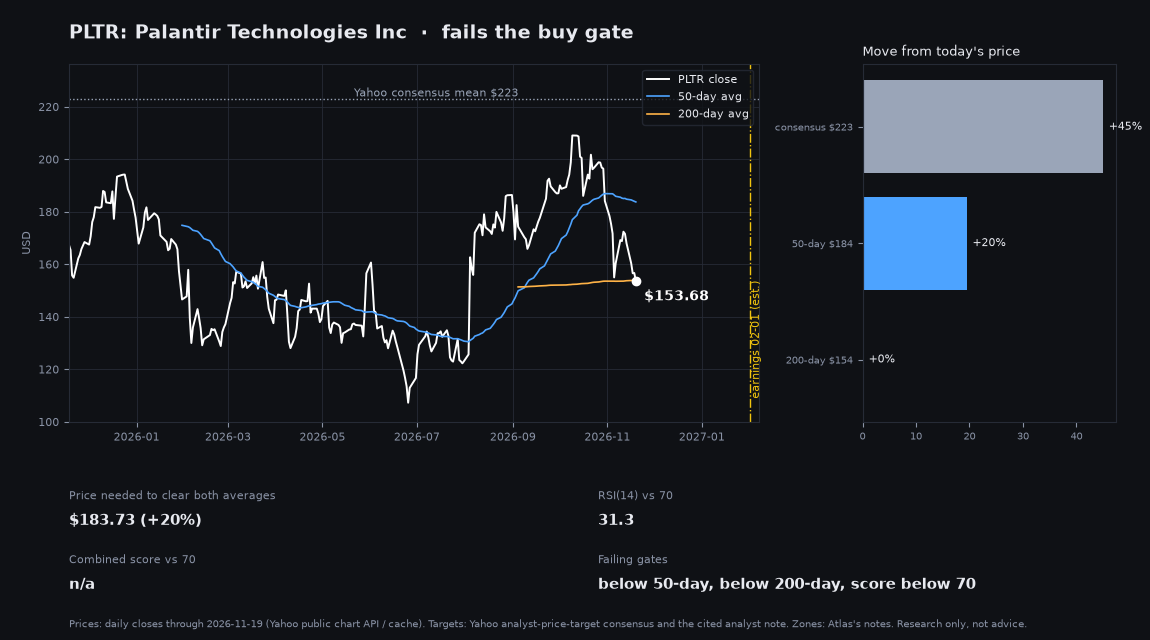 PLTR: Palantir Technologies Inc · fails the buy gate
Move from today's price
Yahoo consensus mean $223
PLTR close
50-day avg
200-day avg
USD
220
200
180
160
140
120
100
2026-01
2026-03
2026-05
2026-07
2026-09
2026-11
2027-01
$153.68
earnings 02-01 (est.)
consensus $223
+45%
50-day $184
+20%
200-day $154
+0%
0
10
20
30
40
Price needed to clear both averages
$183.73 (+20%)
RSI(14) vs 70
31.3
Combined score vs 70
n/a
Failing gates
below 50-day, below 200-day, score below 70
Prices: daily closes through 2026-11-19 (Yahoo public chart API / cache). Targets: Yahoo analyst-price-target consensus and the cited analyst note. Zones: Atlas's notes. Research only, not advice.